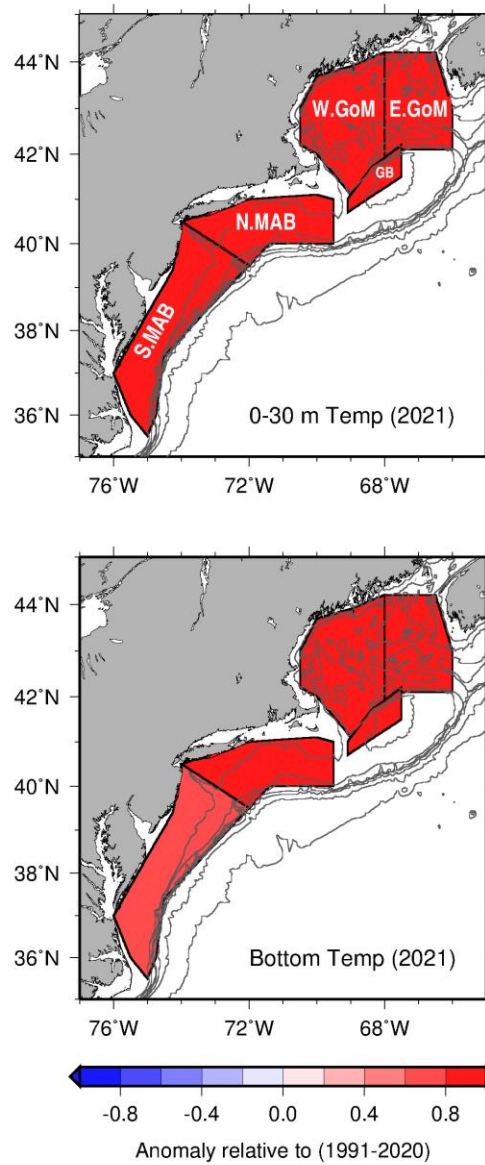 44°N
42°N
40°N
38°N
36°N
W.GoM E.GoM
GB
N.MAB
S.MAB
0-30 m Temp (2021)
76°W 72°W 68°W
44°N
42°N
40°N
38°N
36°N
Bottom Temp (2021)
76°W 72°W 68°W
-0.8 -0.4 0.0 0.4 0.8
Anomaly relative to (1991-2020)